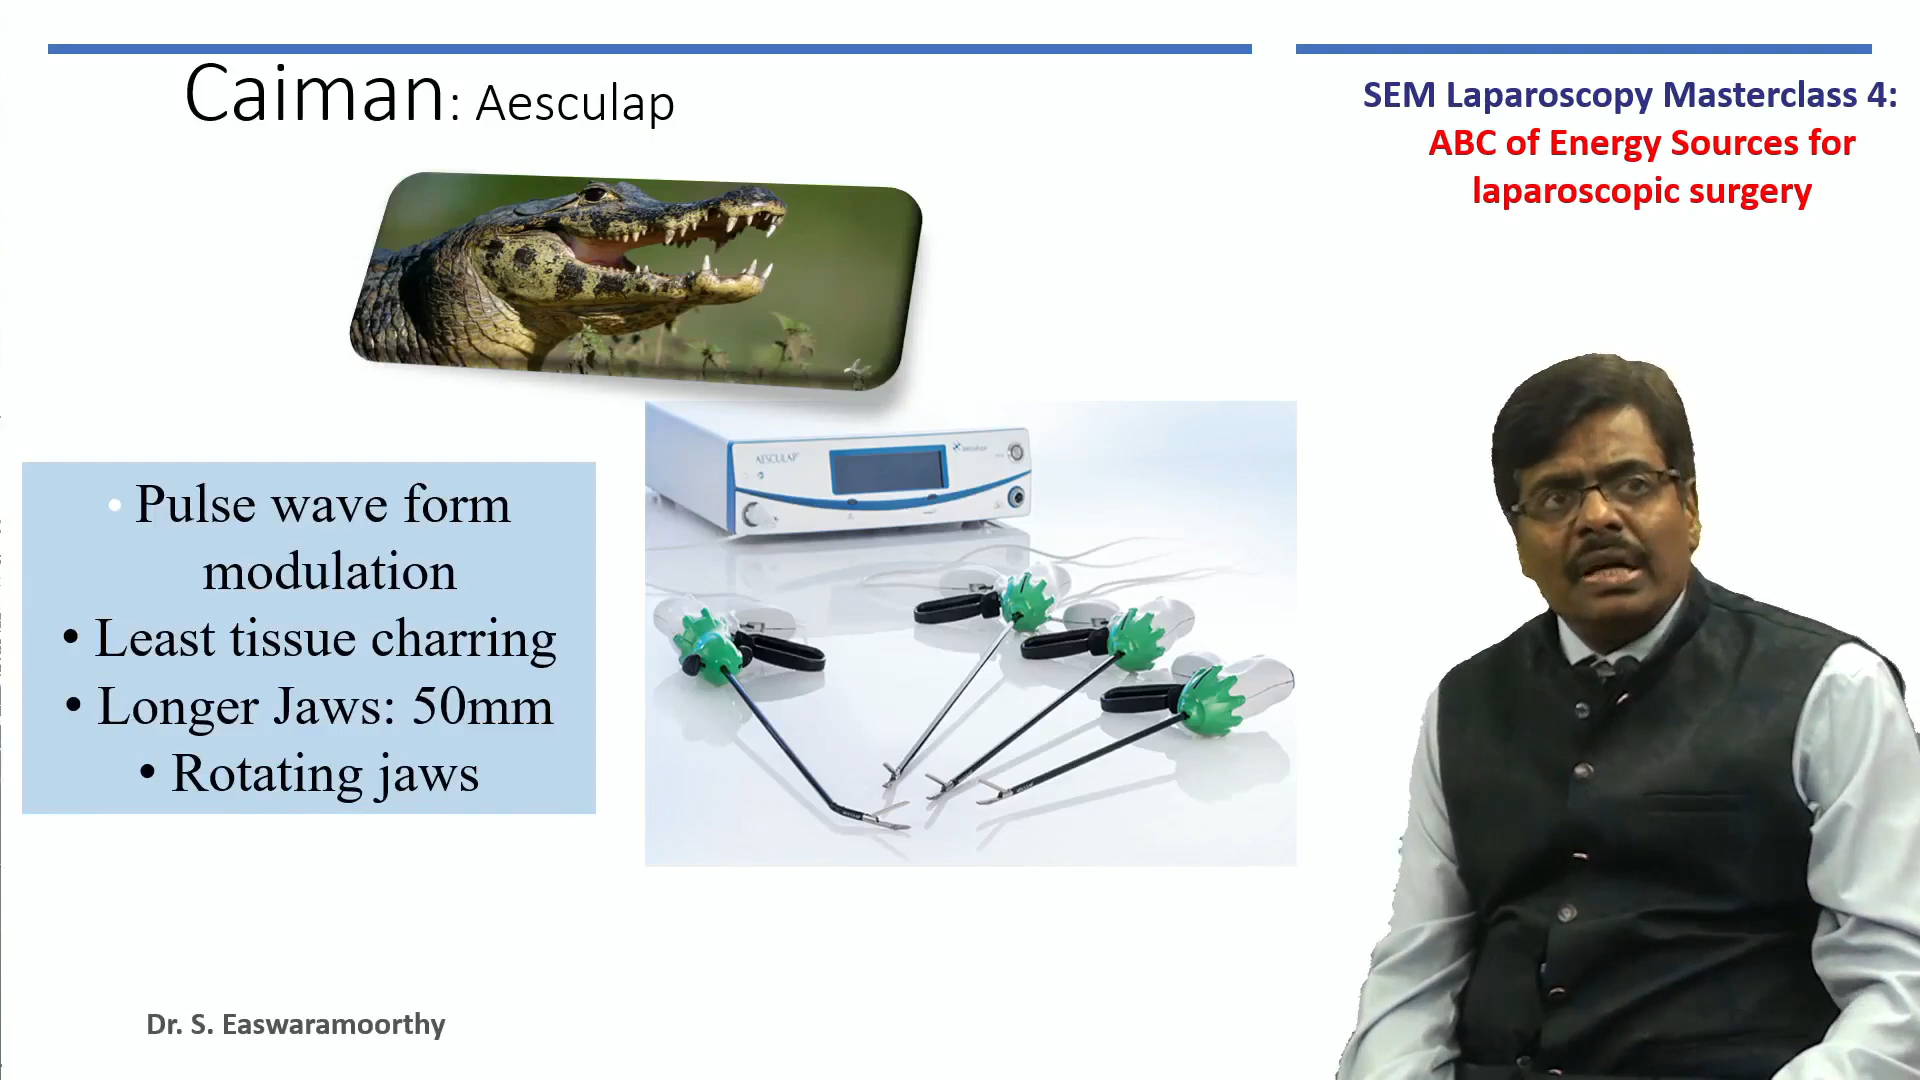 Caiman: Aesculap
SEM Laparoscopy Masterclass 4:
ABC of Energy Sources for
laparoscopic surgery
• Pulse wave form
modulation
• Least tissue charring
• Longer Jaws: 50mm
• Rotating jaws
AESCULAP
Dr. S. Easwaramoorthy